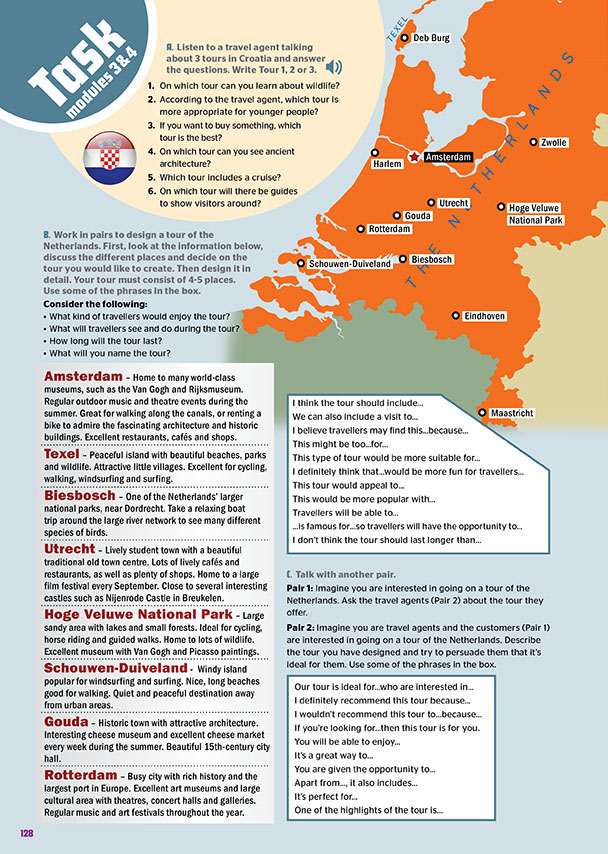 Task
modules 3&4
A. Listen to a travel agent talking
about 3 tours in Croatia and answer
the questions. Write Tour 1, 2 or 3.
1. On which tour can you learn about wildlife?
2. According to the travel agent, which tour is
more appropriate for younger people?
3. If you want to buy something, which
tour is the best?
4. On which tour can you see ancient
architecture?
5. Which tour includes a cruise?
6. On which tour will there be guides
to show visitors around?
TEXEL
Deb Burg
THE NUTHERLANDS
Zwolle
Harlem
Amsterdam
Utrecht
Hoge Veluwe
National Park
Gouda
Rotterdam
Schouwen-Duiveland
Biesbosch
Eindhoven
Maastricht
B. Work in pairs to design a tour of the
Netherlands. First, look at the information below,
discuss the different places and decide on the
tour you would like to create. Then design it in
detail. Your tour must consist of 4-5 places.
Use some of the phrases in the box.
Consider the following:
• What kind of travellers would enjoy the tour?
• What will travellers see and do during the tour?
• How long will the tour last?
• What will you name the tour?
Amsterdam – Home to many world-class
museums, such as the Van Gogh and Rijksmuseum.
Regular outdoor music and theatre events during the
summer. Great for walking along the canals, or renting a
bike to admire the fascinating architecture and historic
buildings. Excellent restaurants, cafés and shops.
Texel – Peaceful island with beautiful beaches, parks
and wildlife. Attractive little villages. Excellent for cycling,
walking, windsurfing and surfing.
Biesbosch – One of the Netherlands' larger
national parks, near Dordrecht. Take a relaxing boat
trip around the large river network to see many different
species of birds.
Utrecht – Lively student town with a beautiful
traditional old town centre. Lots of lively cafés and
restaurants, as well as plenty of shops. Home to a large
film festival every September. Close to several interesting
castles such as Nijenrode Castle in Breukelen.
Hoge Veluwe National Park – Large
sandy area with lakes and small forests. Ideal for cycling,
horse riding and guided walks. Home to lots of wildlife.
Excellent museum with Van Gogh and Picasso paintings.
Schouwen-Duiveland - Windy island
popular for windsurfing and surfing. Nice, long beaches
good for walking. Quiet and peaceful destination away
from urban areas.
Gouda – Historic town with attractive architecture.
Interesting cheese museum and excellent cheese market
every week during the summer. Beautiful 15th-century city
hall.
Rotterdam – Busy city with rich history and the
largest port in Europe. Excellent art museums and large
cultural area with theatres, concert halls and galleries.
Regular music and art festivals throughout the year.
I think the tour should include...
We can also include a visit to...
I believe travellers may find this...because...
This might be too...for...
This type of tour would be more suitable for...
I definitely think that...would be more fun for travellers...
This tour would appeal to...
This would be more popular with...
Travellers will be able to...
...is famous for...so travellers will have the opportunity to...
I don't think the tour should last longer than...
C. Talk with another pair.
Pair 1: Imagine you are interested in going on a tour of the
Netherlands. Ask the travel agents (Pair 2) about the tour they
offer.
Pair 2: Imagine you are travel agents and the customers (Pair 1)
are interested in going on a tour of the Netherlands. Describe
the tour you have designed and try to persuade them that it's
ideal for them. Use some of the phrases in the box.
Our tour is ideal for...who are interested in...
I definitely recommend this tour because...
I wouldn't recommend this tour to...because...
If you're looking for...then this tour is for you.
You will be able to enjoy...
It's a great way to...
You are given the opportunity to...
Apart from..., it also includes...
It's perfect for...
One of the highlights of the tour is...
128